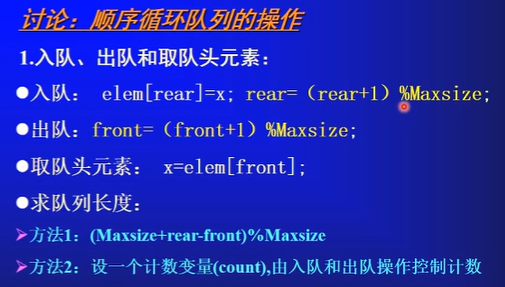 讨论：顺序循环队列的操作
1.入队、出队和取队头元素：
●入队： elem[rear]=x; rear=（rear+1）%Maxsize;
●出队：front=（front+1）%Maxsize;
●取队头元素： x=elem[front];
●求队列长度：
➢方法1：(Maxsize+rear-front)%Maxsize
➢方法2：设一个计数变量(count),由入队和出队操作控制计数